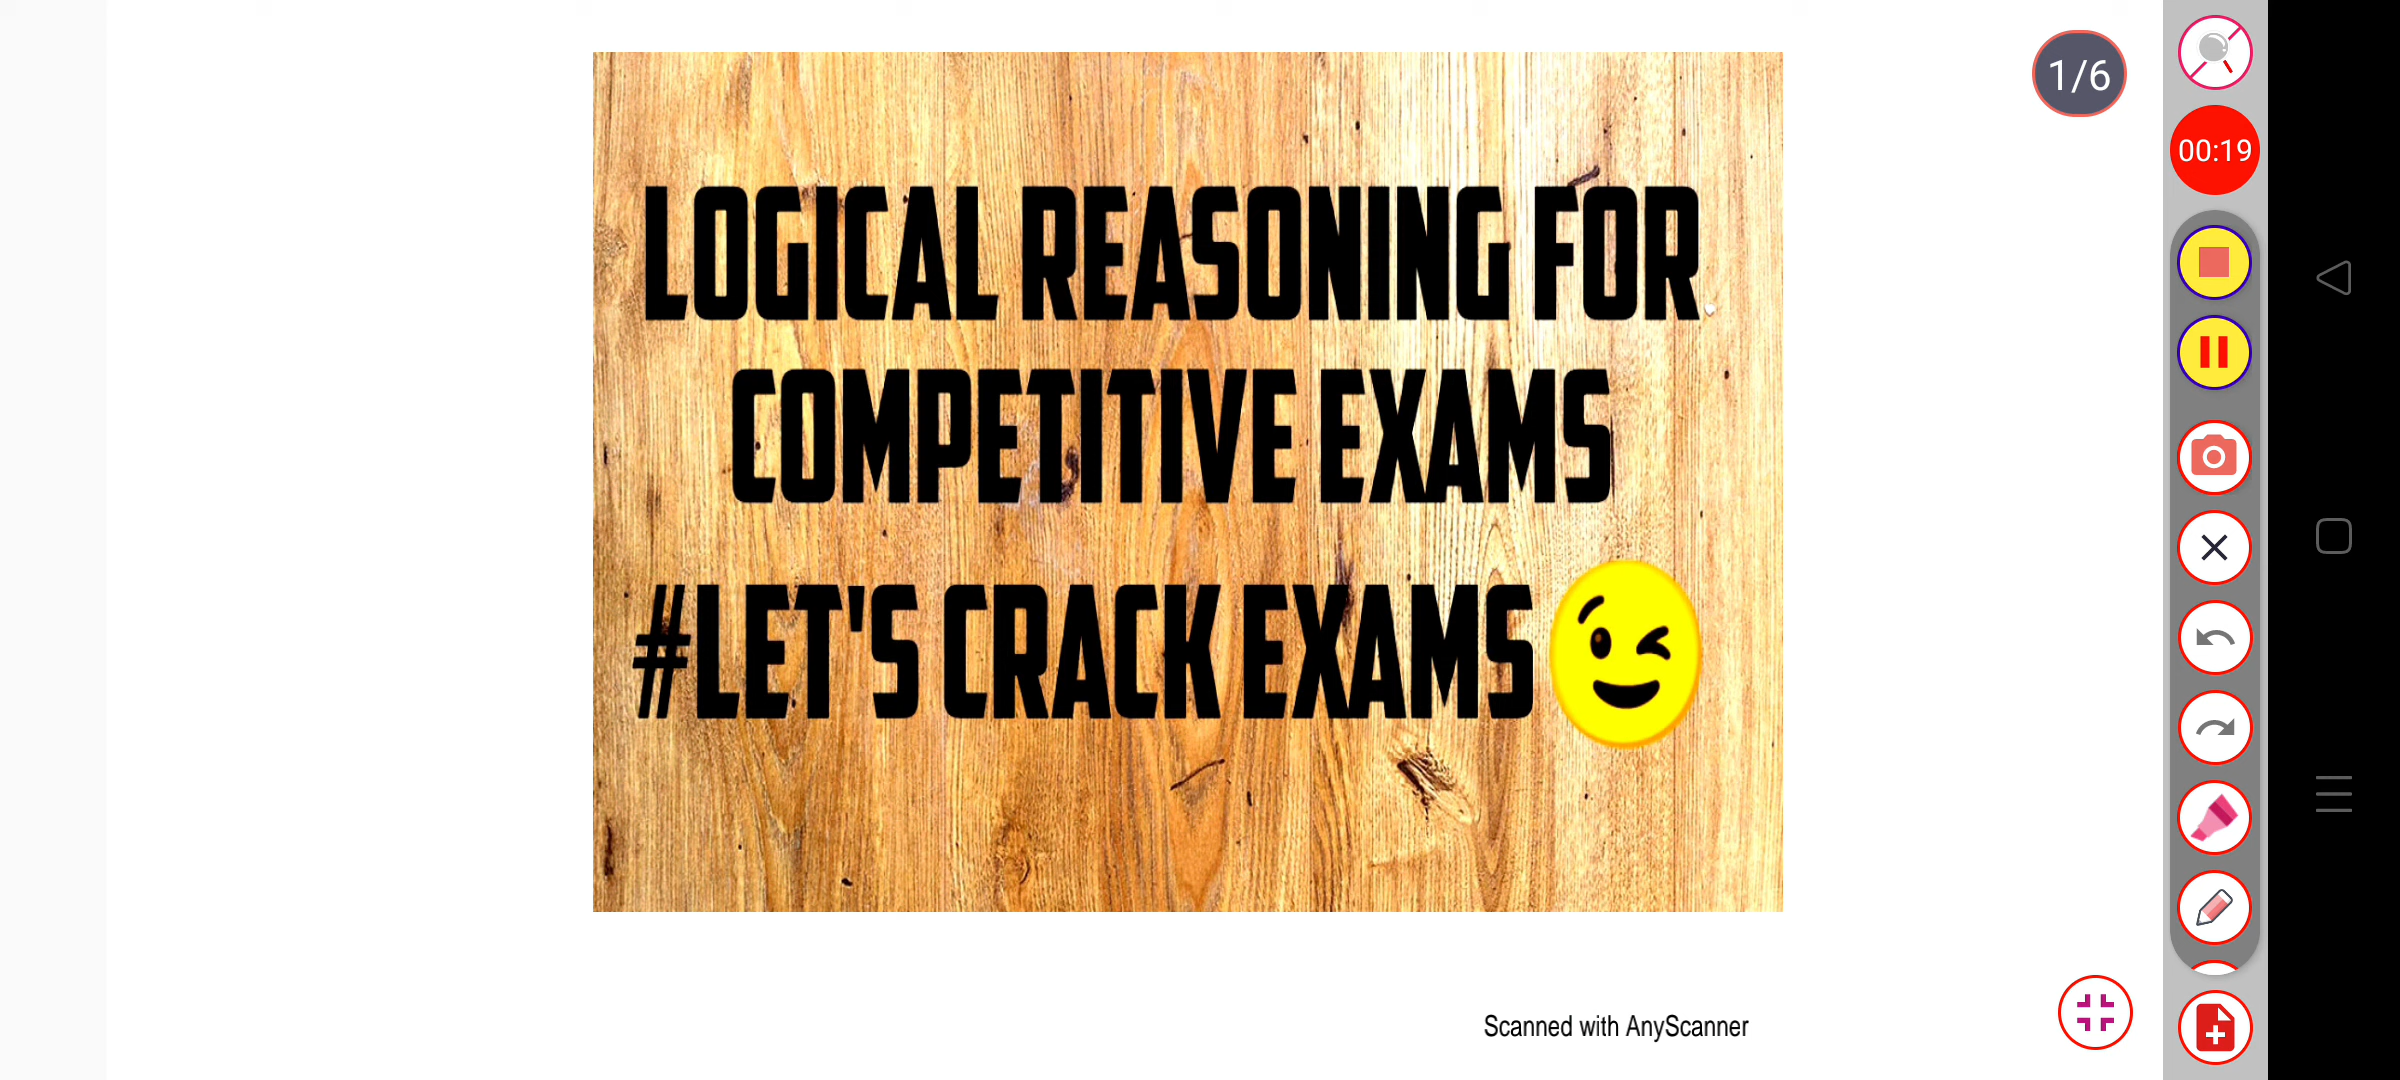 1/6
00:19
LOGICAL REASONING FOR
COMPETITIVE EXAMS
#LET'S CRACK EXAMS
Scanned with AnyScanner